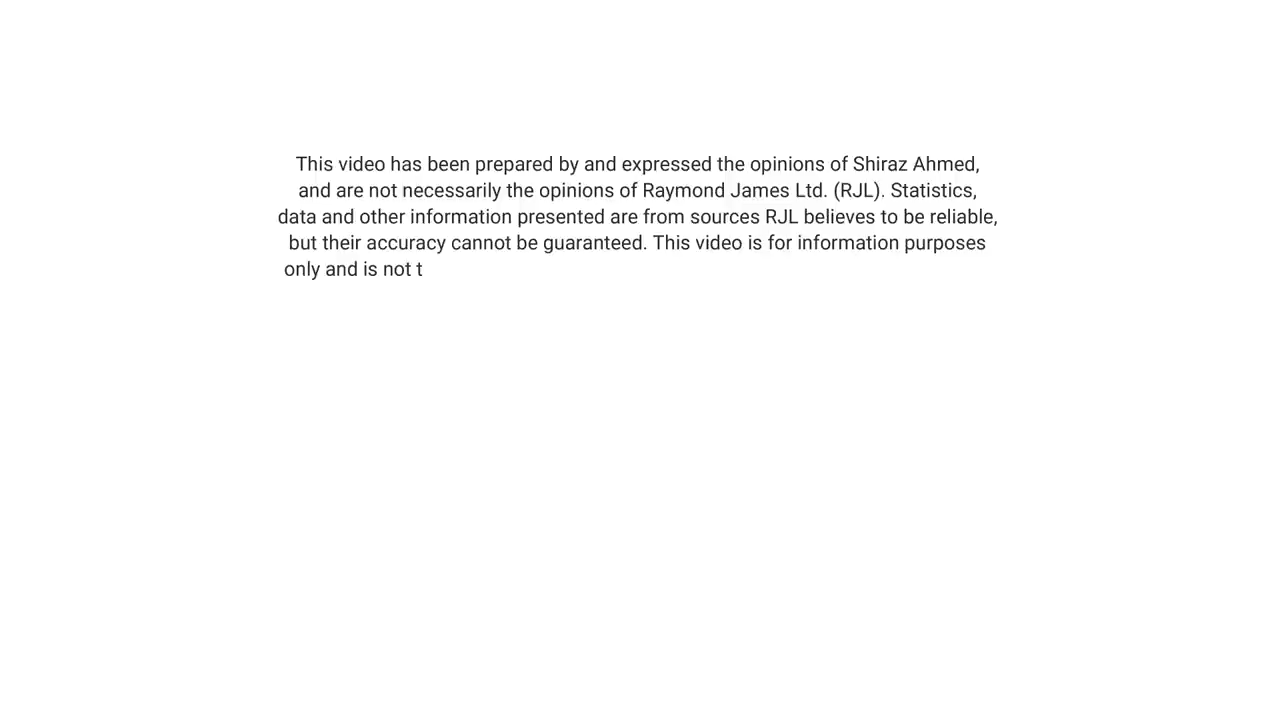 This video has been prepared by and expressed the opinions of Shiraz Ahmed,
and are not necessarily the opinions of Raymond James Ltd. (RJL). Statistics,
data and other information presented are from sources RJL believes to be reliable,
but their accuracy cannot be guaranteed. This video is for information purposes
only and is not t